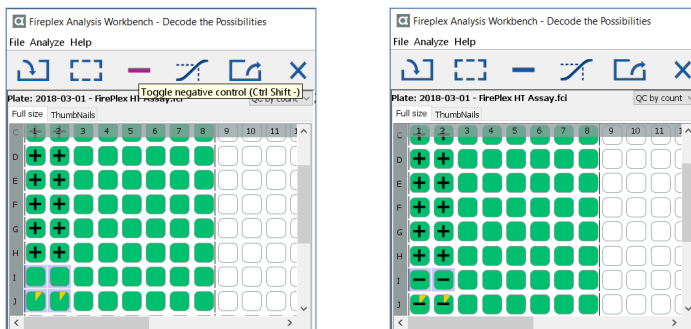 Fireplex Analysis Workbench - Decode the Possibilities
File Analyze Help
Toggle negative control (Ctrl Shift -)
Plate: 2018-03-01 - FirePlex HT Assay.fci
QC by count
Full size ThumbNails
C 1 2 3 4 5 6 7 8 9 10 11
D
E
F
G
H
I
J
Fireplex Analysis Workbench - Decode the Possibilities
File Analyze Help
Plate: 2018-03-01 - FirePlex HT Assay.fci
QC by count
Full size ThumbNails
C 1 2 3 4 5 6 7 8 9 10 11
D
E
F
G
H
I
J